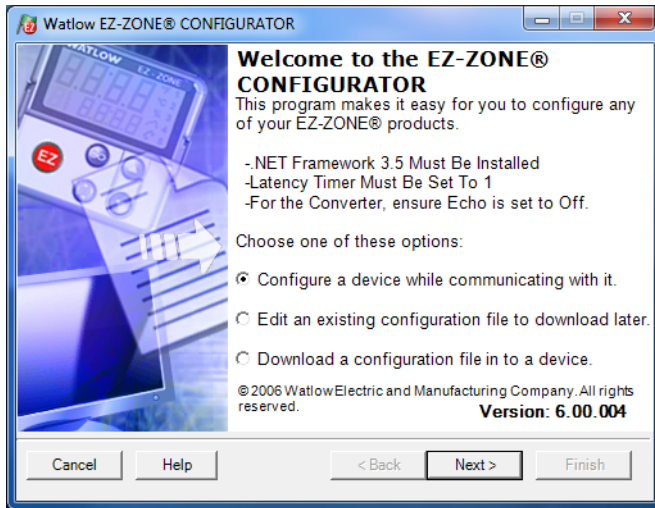 Watlow EZ-ZONE® CONFIGURATOR
WATLOW
EZ-ZONE
EZ
Welcome to the EZ-ZONE®
CONFIGURATOR
This program makes it easy for you to configure any
of your EZ-ZONE® products.
-.NET Framework 3.5 Must Be Installed
-Latency Timer Must Be Set To 1
-For the Converter, ensure Echo is set to Off.
Choose one of these options:
Configure a device while communicating with it.
Edit an existing configuration file to download later.
Download a configuration file in to a device.
©2006 Watlow Electric and Manufacturing Company. All rights
reserved.
Version: 6.00.004
Cancel
Help
< Back
Next >
Finish